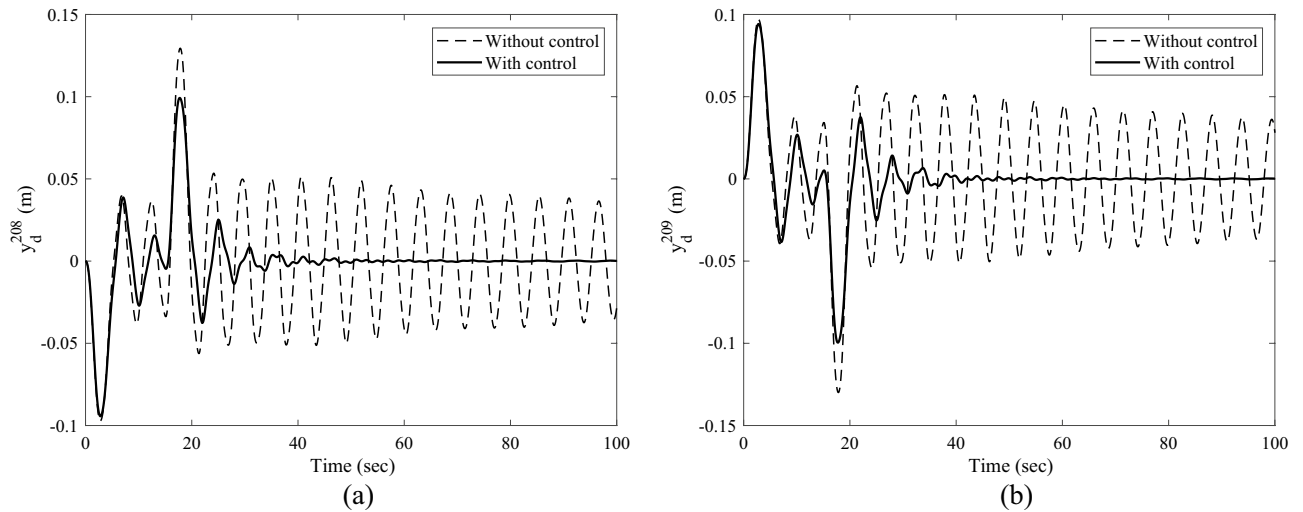 0.15
0.1
0.05
0
-0.05
-0.1
y_d^208 (m)
Without control
With control
0 20 40 60 80 100
Time (sec)
(a)
0.1
0.05
0
-0.05
-0.1
-0.15
y_d^209 (m)
Without control
With control
0 20 40 60 80 100
Time (sec)
(b)